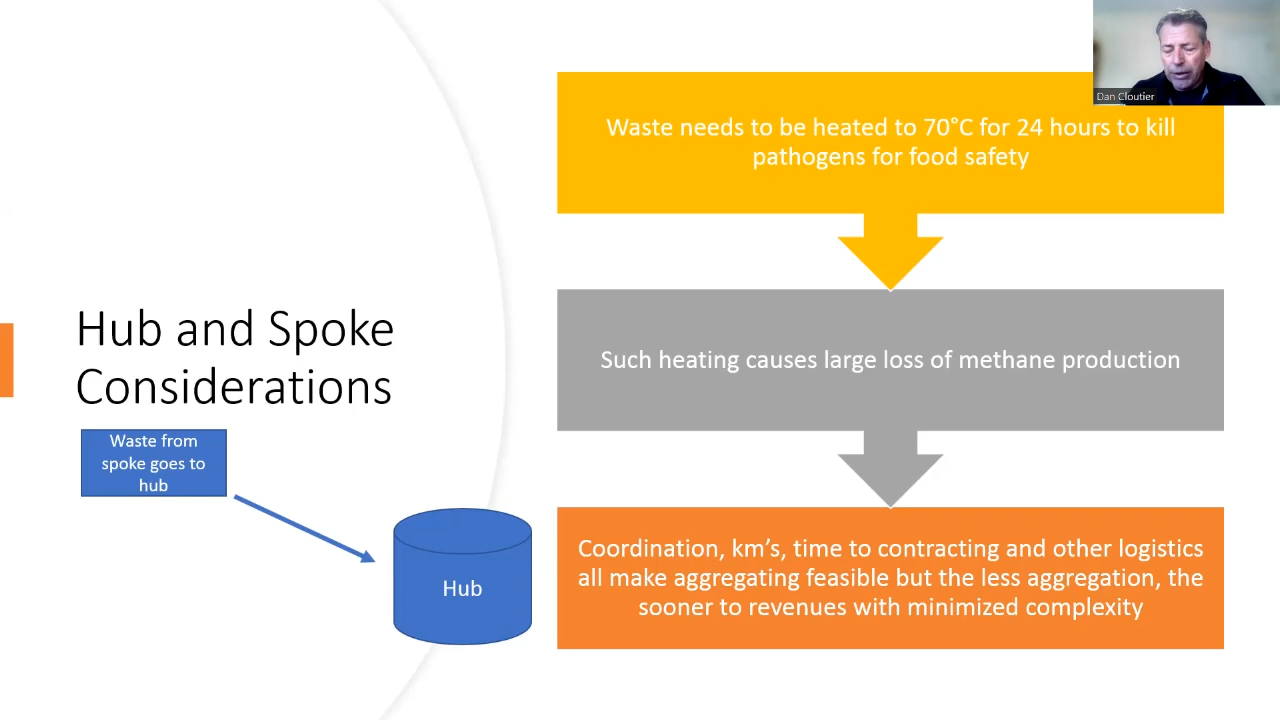 Dan Cloutier
Waste needs to be heated to 70°C for 24 hours to kill
pathogens for food safety
Such heating causes large loss of methane production
Hub and Spoke
Considerations
Waste from
spoke goes to
hub
Hub
Coordination, km’s, time to contracting and other logistics
all make aggregating feasible but the less aggregation, the
sooner to revenues with minimized complexity